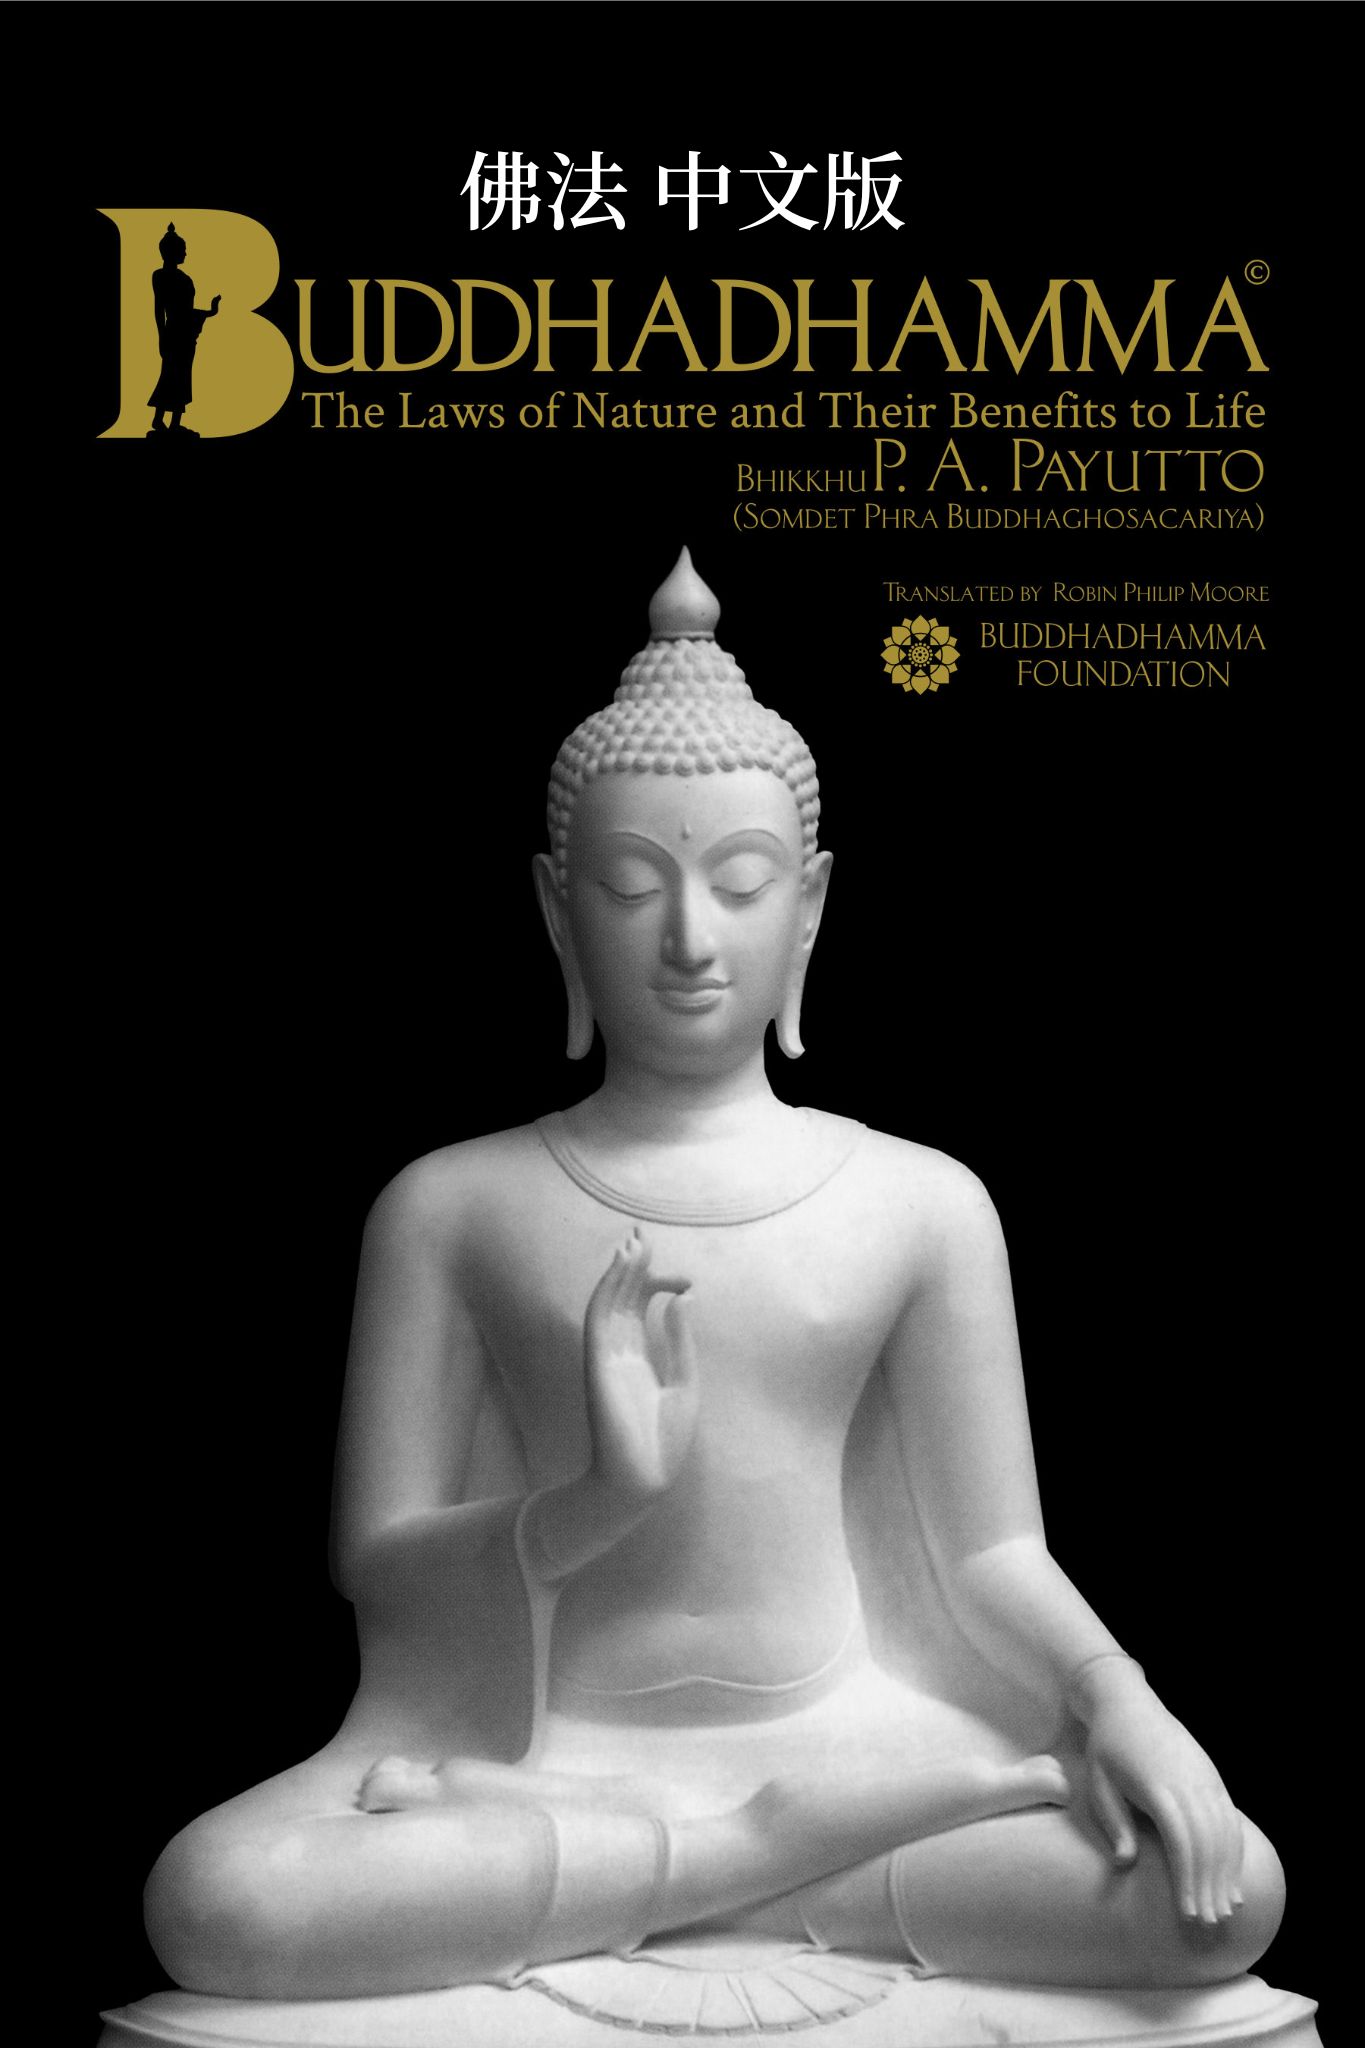 佛法 中文版
BUDDHADHAMMA©
The Laws of Nature and Their Benefits to Life
BHIKKHU P. A. PAYUTTO
(SOMDET PHRA BUDDHAGHOSACARIYA)
TRANSLATED BY ROBIN PHILIP MOORE
BUDDHADHAMMA
FOUNDATION